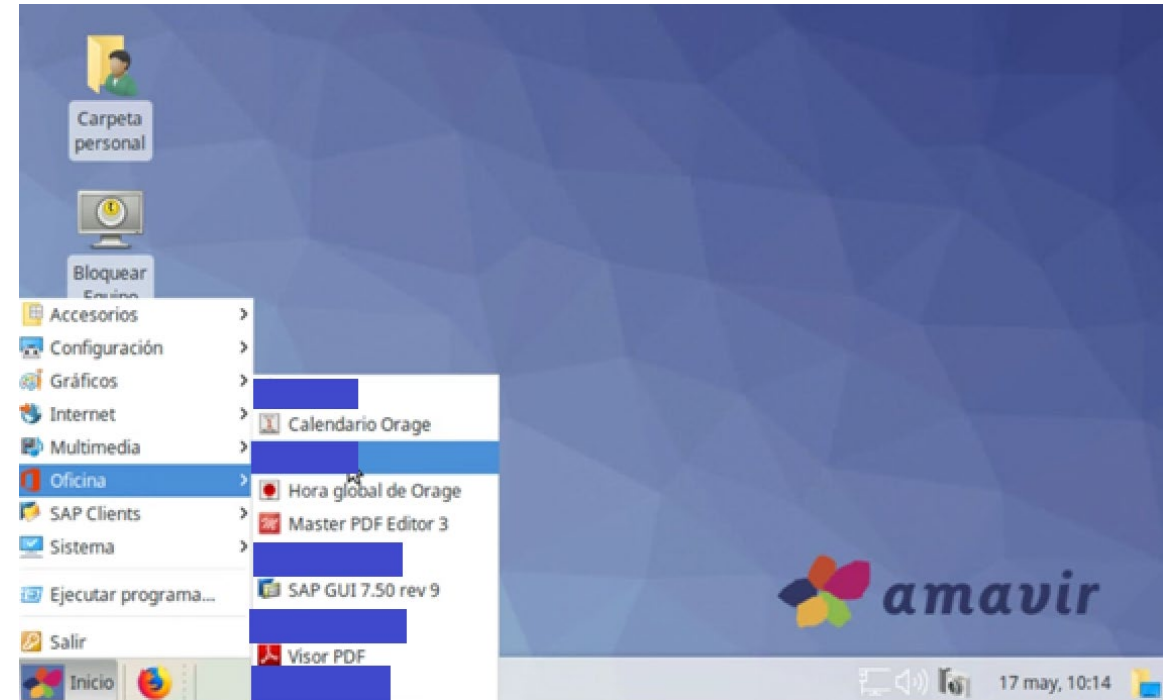 Carpeta
personal
Bloquear
Equipo
Accesorios
Configuración
Gráficos
Internet
Multimedia
Oficina
SAP Clients
Sistema
Ejecutar programa...
Salir
Calendario Orage
Hora global de Orage
Master PDF Editor 3
SAP GUI 7.50 rev 9
Visor PDF
amavir
Inicio
17 may, 10:14